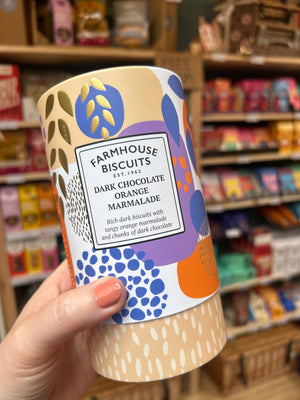 FARMHOUSE
BISCUITS
EST. 1962
DARK CHOCOLATE
ORANGE
MARMALADE
Rich dark biscuits with
tangy orange marmalade
and chunks of dark chocolate